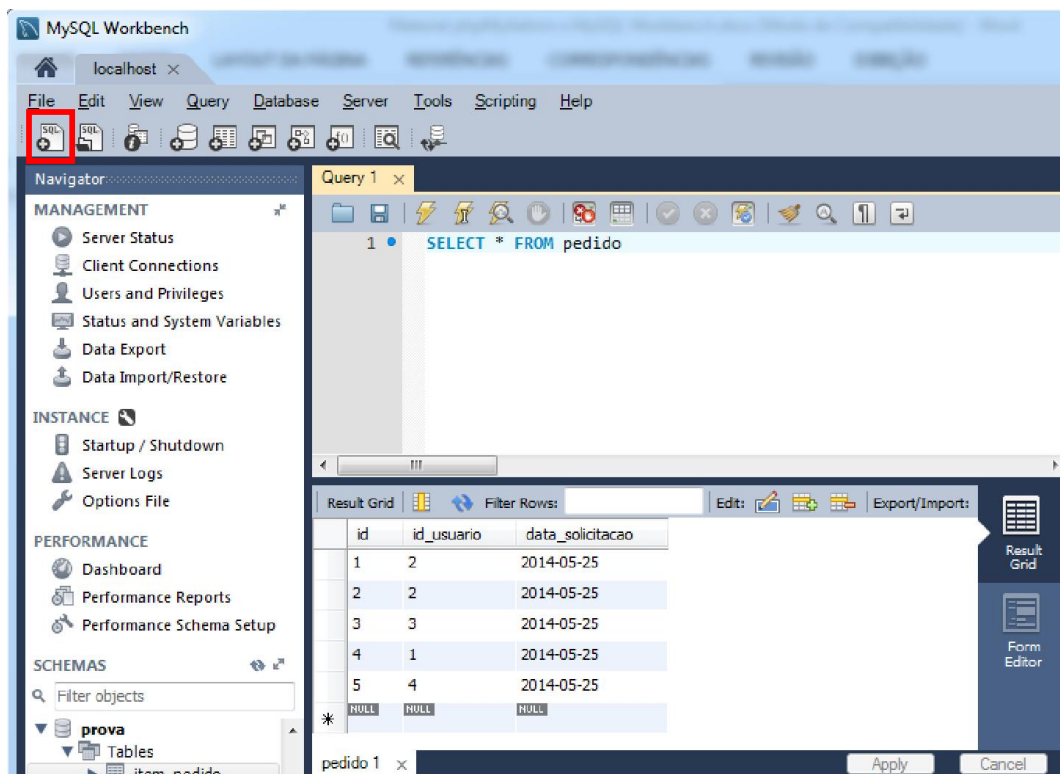 MySQL Workbench
localhost
File Edit View Query Database Server Tools Scripting Help
SQL SQL
Navigator
Query 1
MANAGEMENT
Server Status
Client Connections
Users and Privileges
Status and System Variables
Data Export
Data Import/Restore
INSTANCE
Startup / Shutdown
Server Logs
Options File
PERFORMANCE
Dashboard
Performance Reports
Performance Schema Setup
SCHEMAS
Filter objects
prova
Tables
item_pedido
1 SELECT * FROM pedido
Result Grid Filter Rows: Edit: Export/Import:
id id_usuario data_solicitacao
1 2 2014-05-25
2 2 2014-05-25
3 3 2014-05-25
4 1 2014-05-25
5 4 2014-05-25
* NULL NULL NULL
Result
Grid
Form
Editor
pedido 1
Apply Cancel